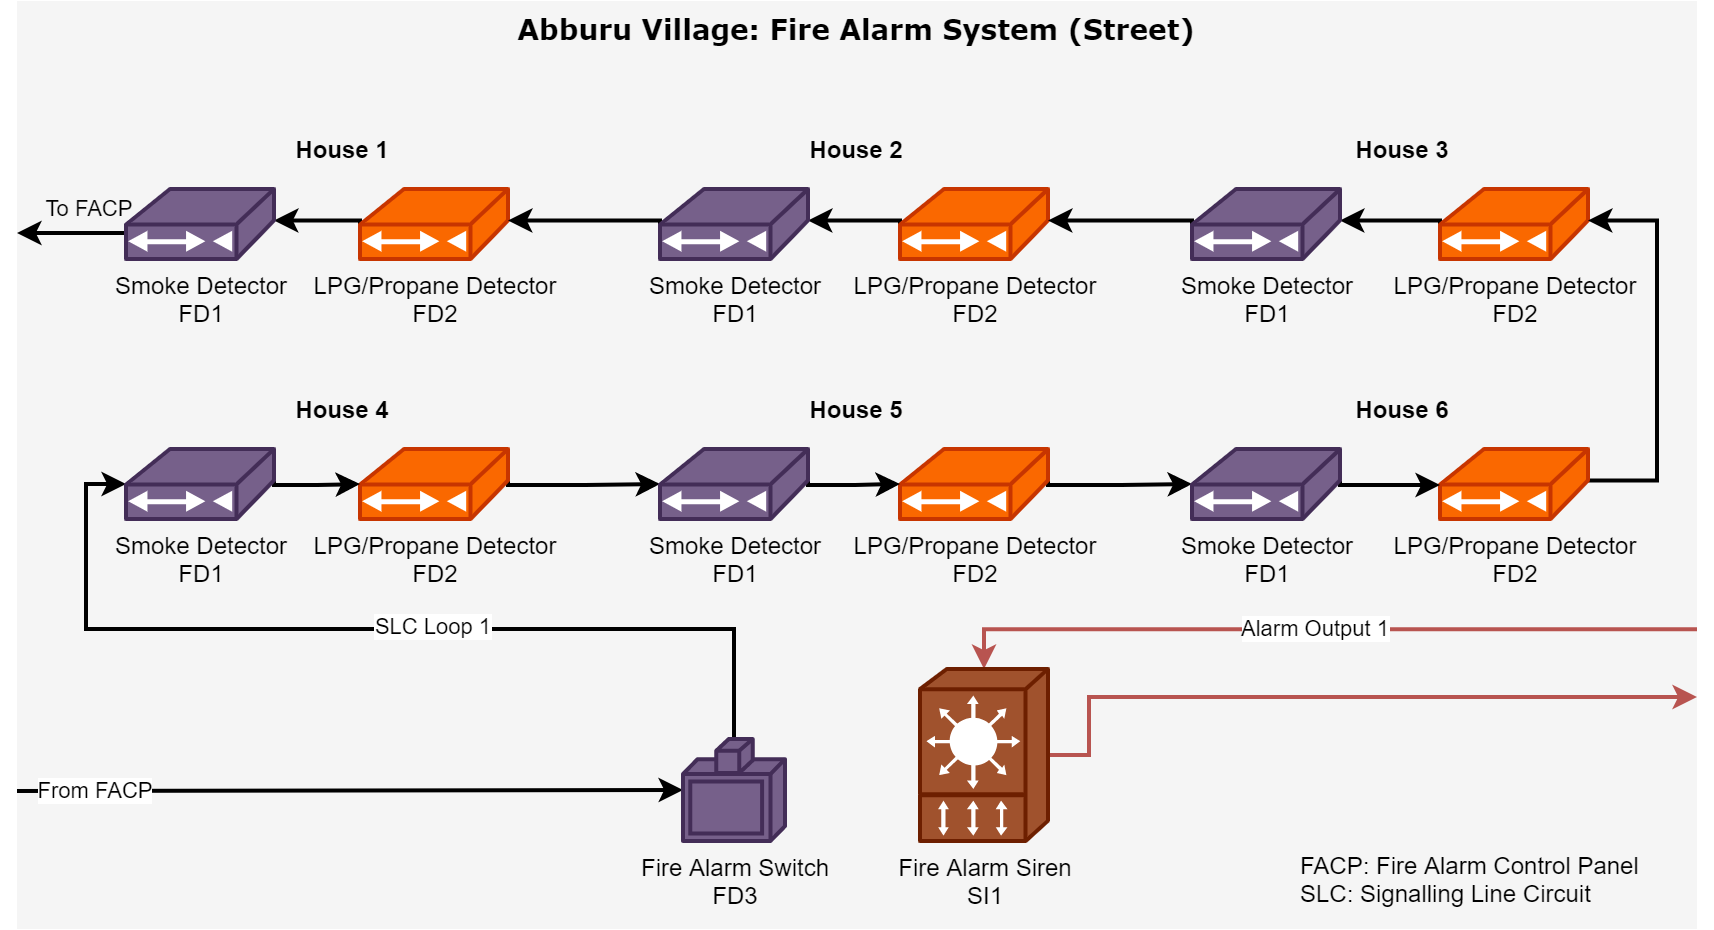 Abburu Village: Fire Alarm System (Street)
House 1
House 2
House 3
To FACP
Smoke Detector
FD1
LPG/Propane Detector
FD2
Smoke Detector
FD1
LPG/Propane Detector
FD2
Smoke Detector
FD1
LPG/Propane Detector
FD2
House 4
House 5
House 6
Smoke Detector
FD1
LPG/Propane Detector
FD2
Smoke Detector
FD1
LPG/Propane Detector
FD2
Smoke Detector
FD1
LPG/Propane Detector
FD2
SLC Loop 1
Alarm Output 1
From FACP
Fire Alarm Switch
FD3
Fire Alarm Siren
SI1
FACP: Fire Alarm Control Panel
SLC: Signalling Line Circuit